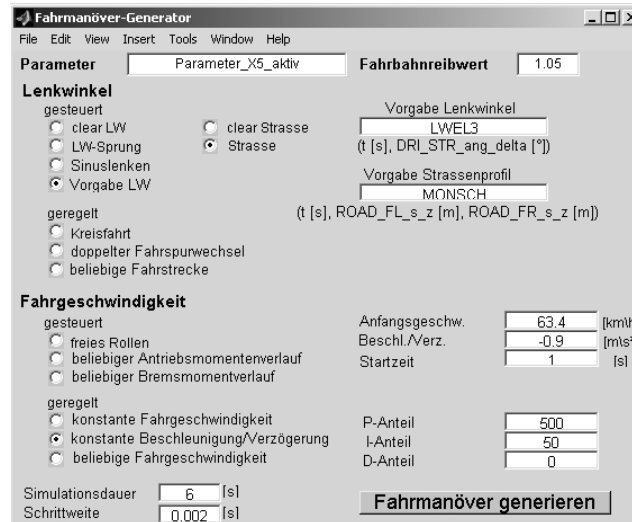 Fahrmanöver-Generator
File Edit View Insert Tools Window Help
Parameter Parameter_X5_aktiv Fahrbahnreibwert 1.05
Lenkwinkel
gesteuert
clear LW
LW-Sprung
Sinuslenken
Vorgabe LW
clear Strasse
Strasse
Vorgabe Lenkwinkel
LWEL3
(t [s], DRI_STR_ang_delta [°])
Vorgabe Strassenprofil
MONSCH
(t [s], ROAD_FL_s_z [m], ROAD_FR_s_z [m])
geregelt
Kreisfahrt
doppelter Fahrspurwechsel
beliebige Fahrstrecke
Fahrgeschwindigkeit
gesteuert
freies Rollen
beliebiger Antriebsmomentenverlauf
beliebiger Bremsmomentverlauf
Anfangsgeschw. 63.4 [km\h
Beschl./Verz. -0.9 [m\s²
Startzeit 1 [s]
geregelt
konstante Fahrgeschwindigkeit
konstante Beschleunigung/Verzögerung
beliebige Fahrgeschwindigkeit
P-Anteil 500
I-Anteil 50
D-Anteil 0
Simulationsdauer 6 [s]
Schrittweite 0.002 [s]
Fahrmanöver generieren